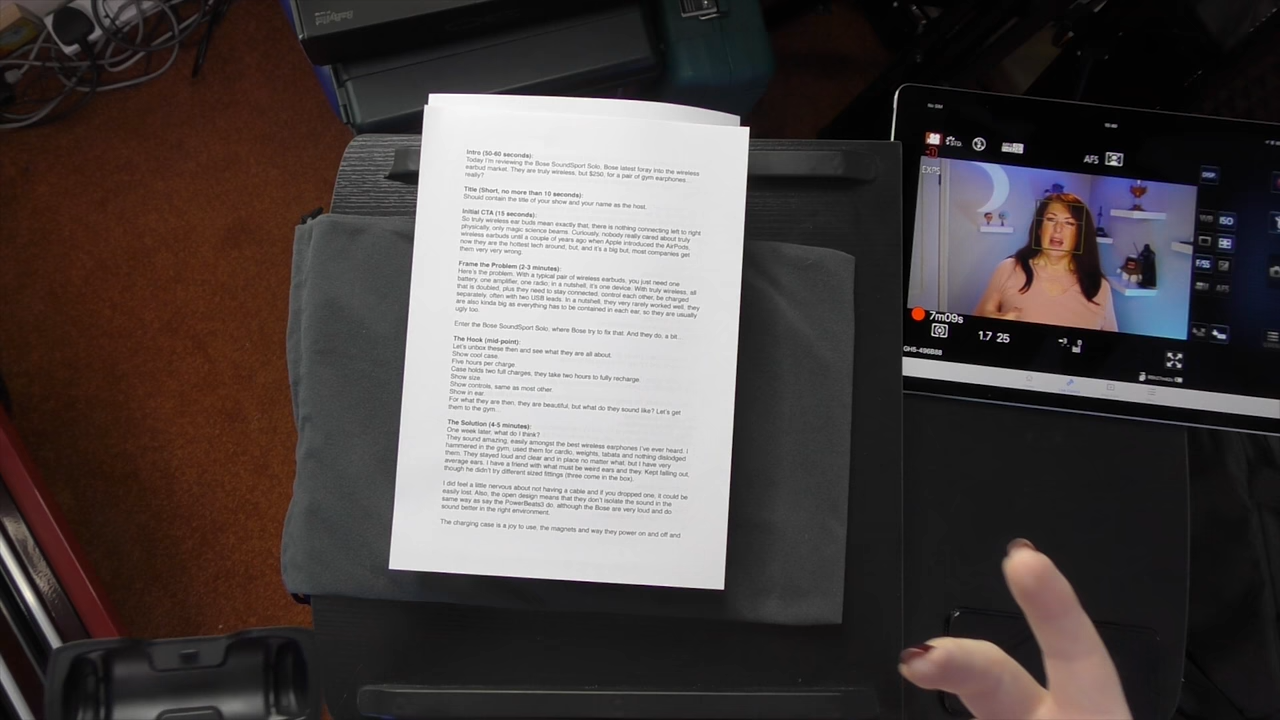 Intro (50-60 seconds):
Today I'm reviewing the Bose SoundSport Solo, Bose latest foray into the wireless
earbud market. They are truly wireless, but $250, for a pair of gym earphones
really?
Title (Short, no more than 10 seconds):
Should contain the title of your show and your name as the host.
Initial CTA (15 seconds):
So truly wireless ear buds mean exactly that, there is nothing connecting left to right
physically, only magic science beams. Curiously, nobody really cared about truly
wireless earbuds until a couple of years ago when Apple introduced the AirPods,
now they are the hottest tech around, but, and it's a big but; most companies get
them very very wrong.
Frame the Problem (2-3 minutes):
Here's the problem. With a typical pair of wireless earbuds, you just need one
battery, one amplifier, one radio; in a nutshell, it's one device. With truly wireless, all
that is doubled, plus they need to stay connected, control each other, be charged
separately, often with two USB leads. In a nutshell, they very rarely worked well, they
are also kinda big as everything has to be contained in each ear, so they are usually
ugly too.
Enter the Bose SoundSport Solo, where Bose try to fix that. And they do, a bit...
The Hook (mid-point):
Let's unbox these then and see what they are all about.
Show cool case.
Five hours per charge.
Case holds two full charges; they take two hours to fully recharge.
Show size.
Show controls, same as most other.
Show in ear.
For what they are then, they are beautiful, but what do they sound like? Let's get
them to the gym...
The Solution (4-5 minutes):
One week later, what do I think?
They sound amazing, easily amongst the best wireless earphones I've ever heard. I
hammered in the gym, used them for cardio, weights, tabata and nothing dislodged
them. They stayed loud and clear and in place no matter what, but I have very
average ears. I have a friend with what must be weird ears and they. Kept falling out,
though he didn't try different sized fittings (three come in the box).
I did feel a little nervous about not having a cable and if you dropped one, it could be
easily lost. Also, the open design means that they don't isolate the sound in the
same way as say the PowerBeats3 do, although the Bose are very loud and do
sound better in the right environment.
The charging case is a joy to use; the magnets and way they power on and off and
No SIM
STD.
AFS
EXPS
DISP.
ISO
F/SS
AFS
7m09s
1.7 25
GH5-496B88